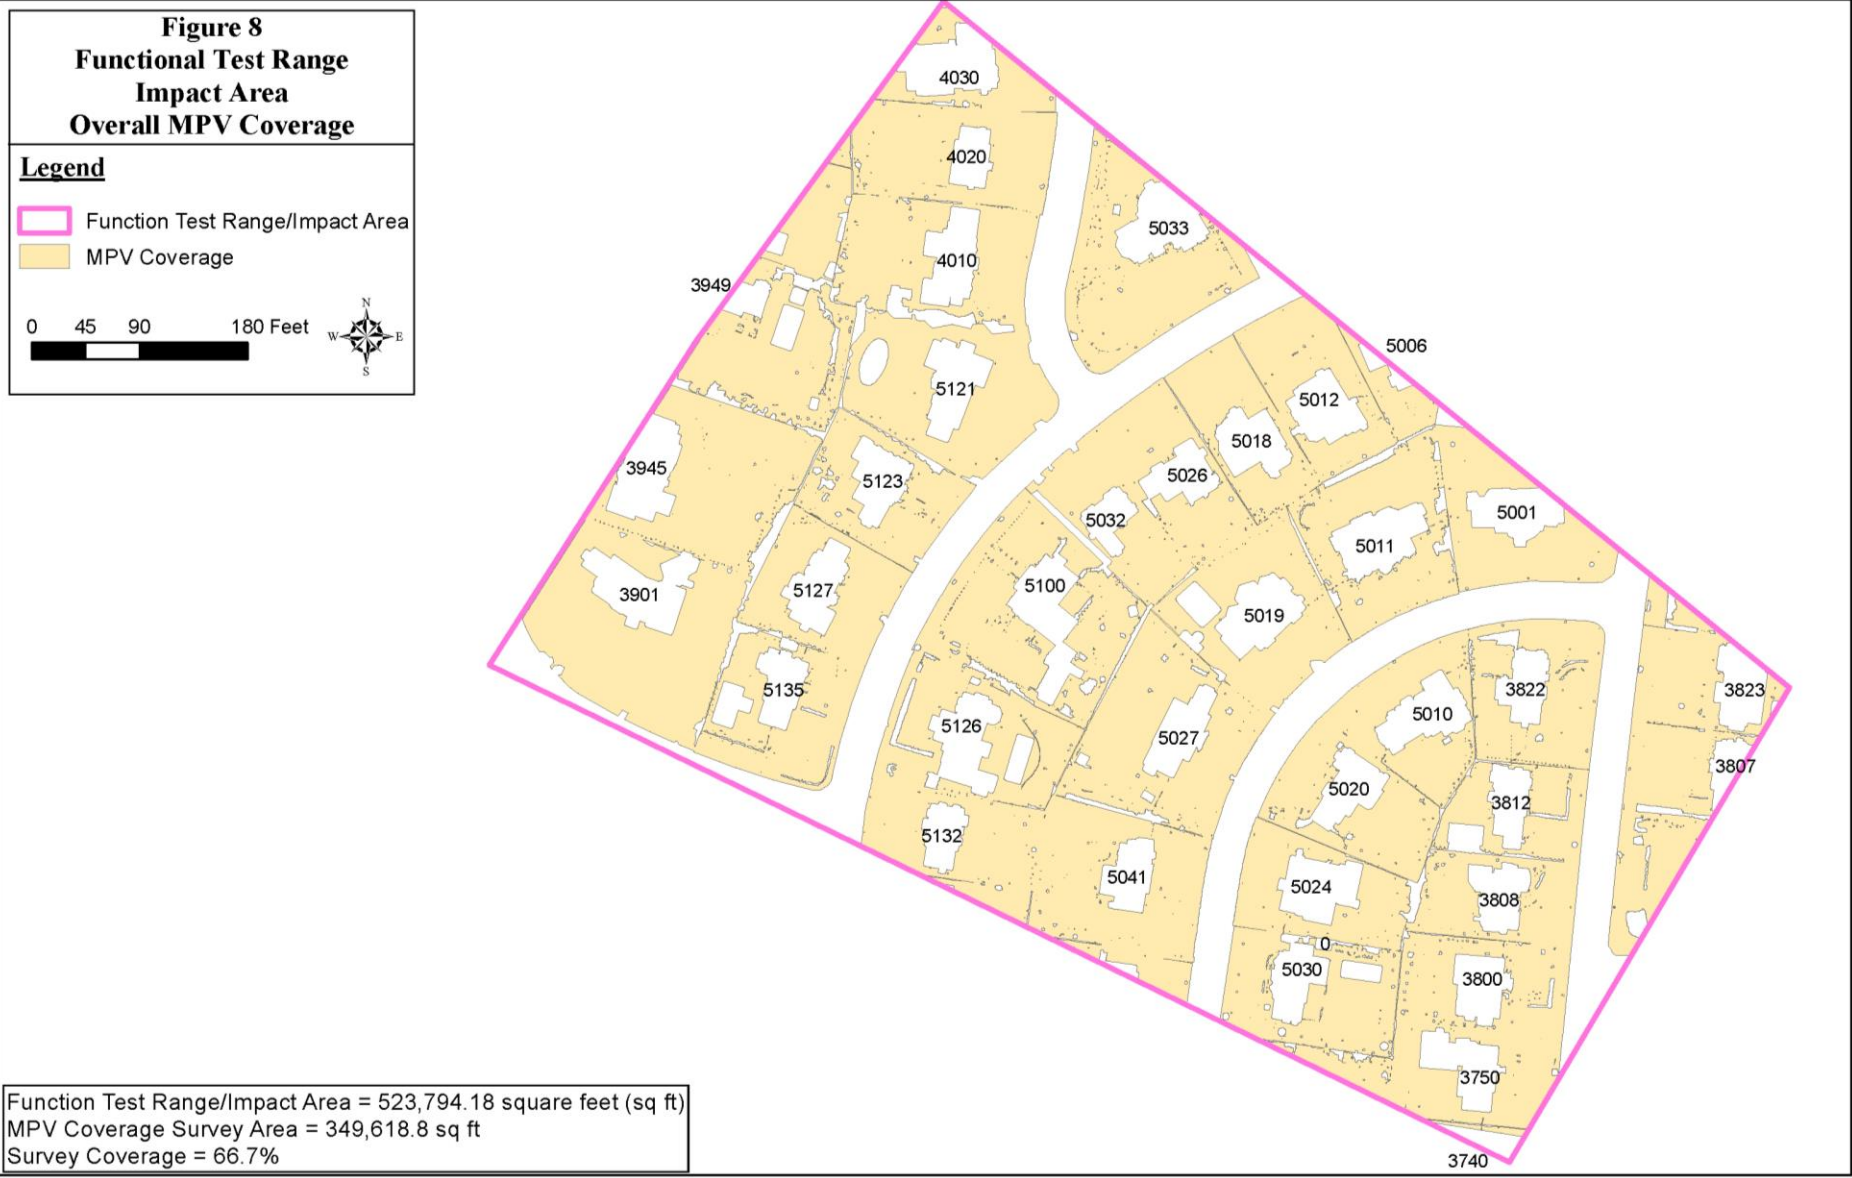 Figure 8
Functional Test Range
Impact Area
Overall MPV Coverage
Legend
Function Test Range/Impact Area
MPV Coverage
0 45 90 180 Feet
N
W E
S
4030
4020
5033
4010
3949
5006
5121
5012
5018
3945
5026
5123
5001
5032
5011
5100
5127
3901
5019
5135
3822
3823
5010
5126
5027
3807
5020
3812
5132
5041
5024
3808
0
5030
3800
3750
3740
Function Test Range/Impact Area = 523,794.18 square feet (sq ft)
MPV Coverage Survey Area = 349,618.8 sq ft
Survey Coverage = 66.7%